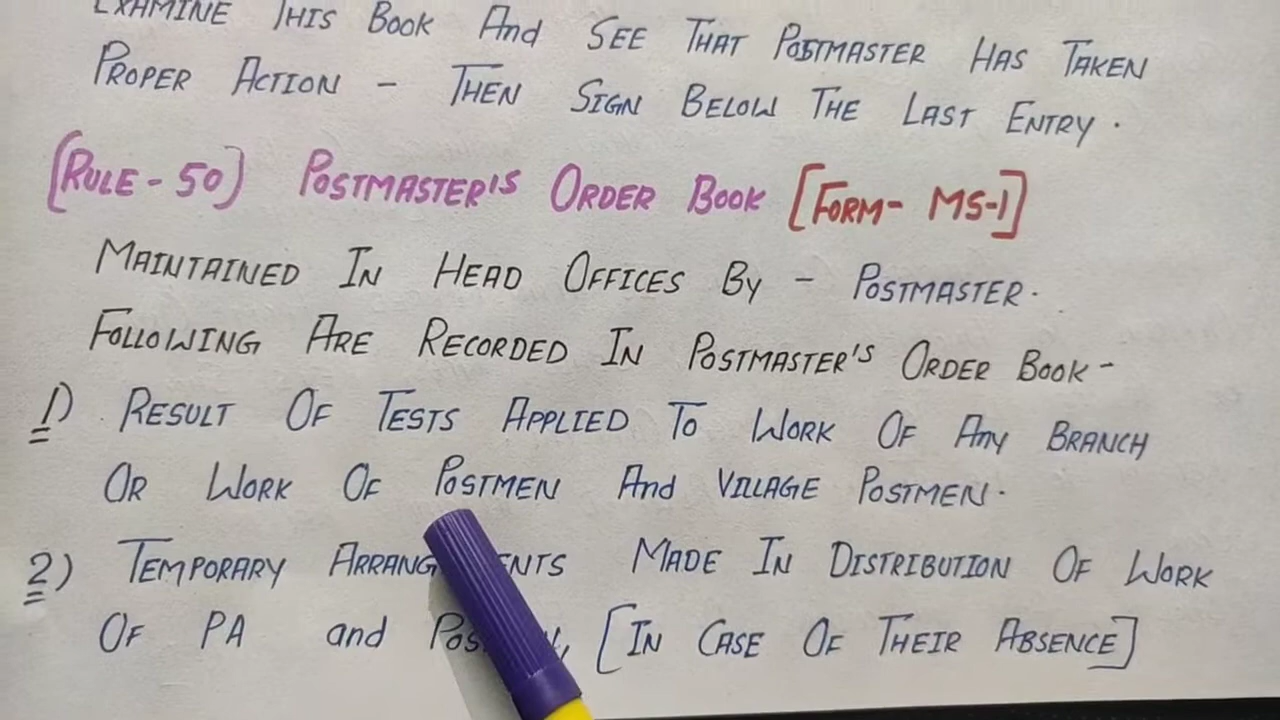 EXAMINE THIS BOOK And SEE THAT POSTMASTER HAS TAKEN
PROPER ACTION - THEN SIGN BELOW THE LAST ENTRY.
[RULE-50] POSTMASTER'S ORDER BOOK [FORM- MS-1]
MAINTAINED IN HEAD OFFICES By - POSTMASTER.
FOLLOWING ARE RECORDED IN POSTMASTER'S ORDER BOOK-
1) RESULT OF TESTS APPLIED TO WORK OF Any BRANCH
OR WORK OF POSTMEN And VILLAGE POSTMEN.
2) TEMPORARY MADE IN DISTRIBUTION OF WORK
OF PA and [IN CASE OF THEIR ABSENCE]